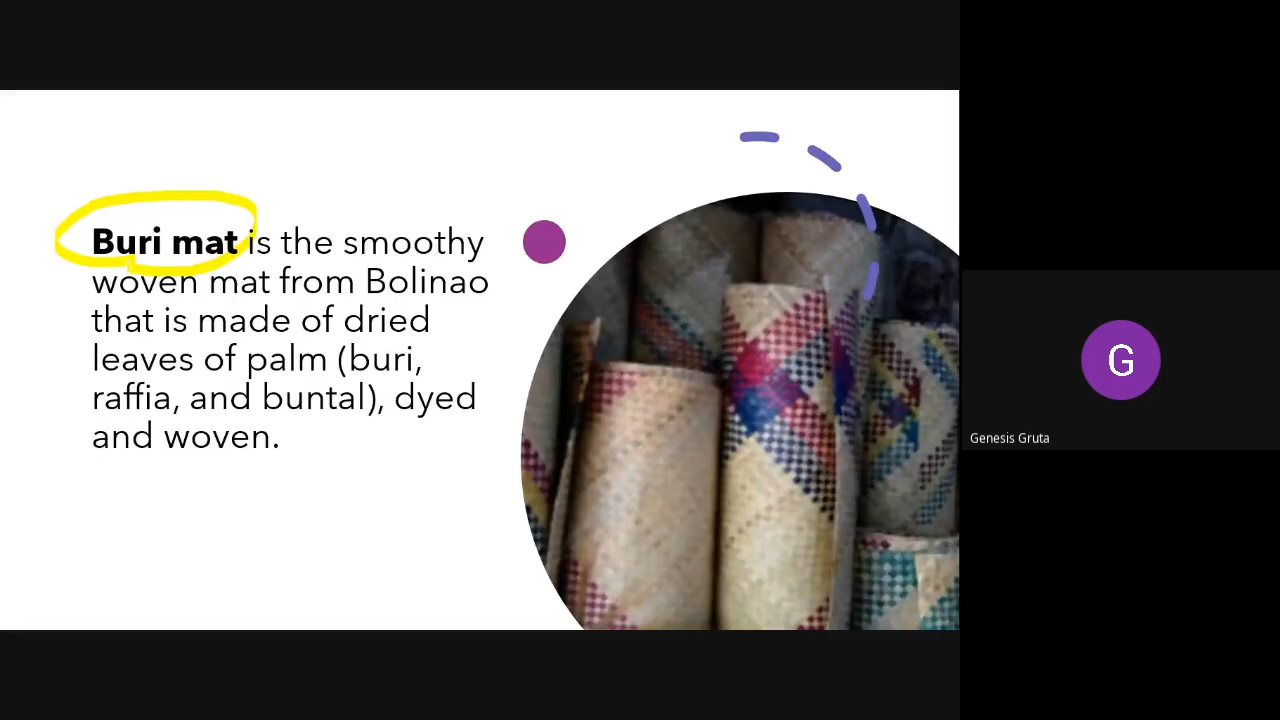 Buri mat is the smoothy
woven mat from Bolinao
that is made of dried
leaves of palm (buri,
raffia, and buntal), dyed
and woven.
G
Genesis Gruta